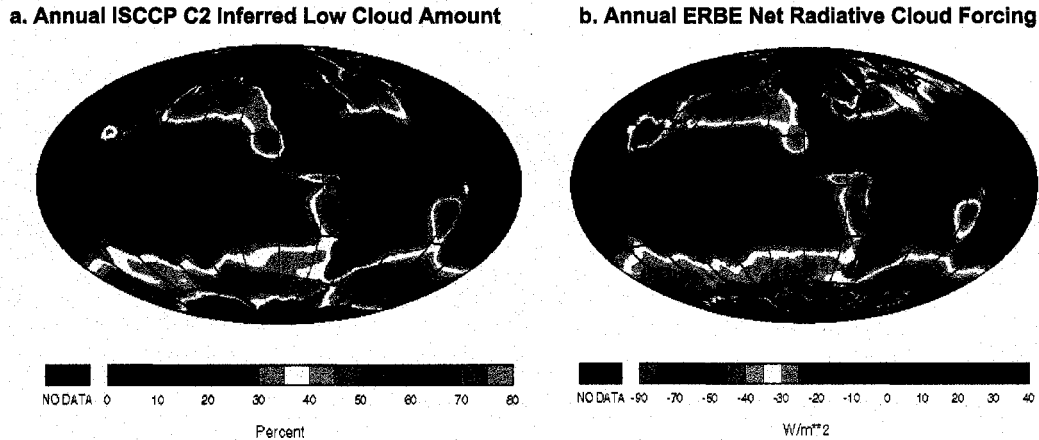 a. Annual ISCCP C2 Inferred Low Cloud Amount
b. Annual ERBE Net Radiative Cloud Forcing
NO DATA 0 10 20 30 40 50 60 70 80
Percent
NO DATA -90 -70 -60 -50 -40 -30 -20 -10 0 10 20 40
W/m**2